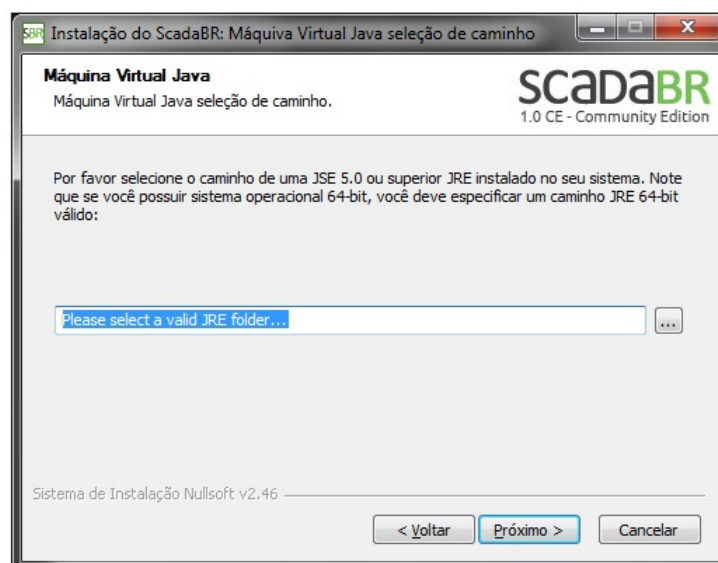 SBR Instalação do ScadaBR: Máquiva Virtual Java seleção de caminho
Máquina Virtual Java
Máquina Virtual Java seleção de caminho.
scadaBR
1.0 CE - Community Edition
Por favor selecione o caminho de uma JSE 5.0 ou superior JRE instalado no seu sistema. Note
que se você possuir sistema operacional 64-bit, você deve especificar um caminho JRE 64-bit
válido:
Please select a valid JRE folder...
...
Sistema de Instalação Nullsoft v2.46
< Voltar
Próximo >
Cancelar